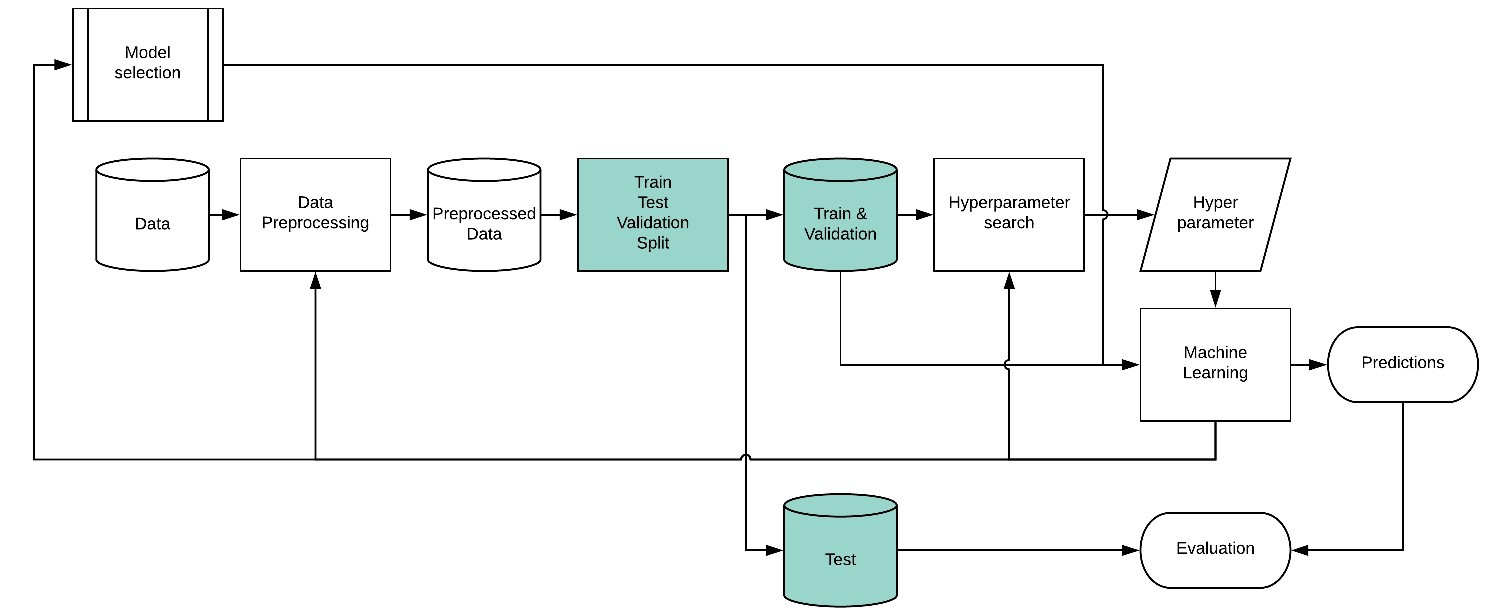 Model
selection
Data
Data
Preprocessing
Preprocessed
Data
Train
Test
Validation
Split
Train &
Validation
Hyperparameter
search
Hyper
parameter
Machine
Learning
Predictions
Test
Evaluation